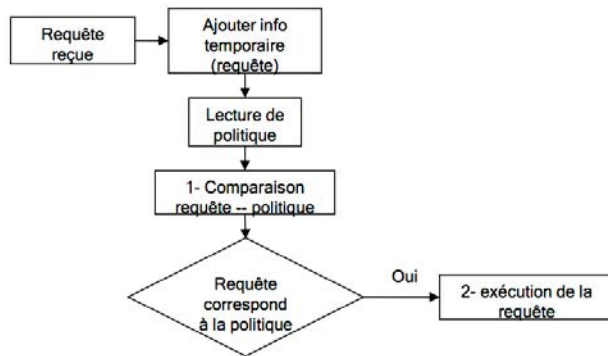 Requête
reçue
Ajouter info
temporaire
(requête)
Lecture de
politique
1- Comparaison
requête -- politique
Requête
correspond
à la politique
Oui
2- exécution de la
requête